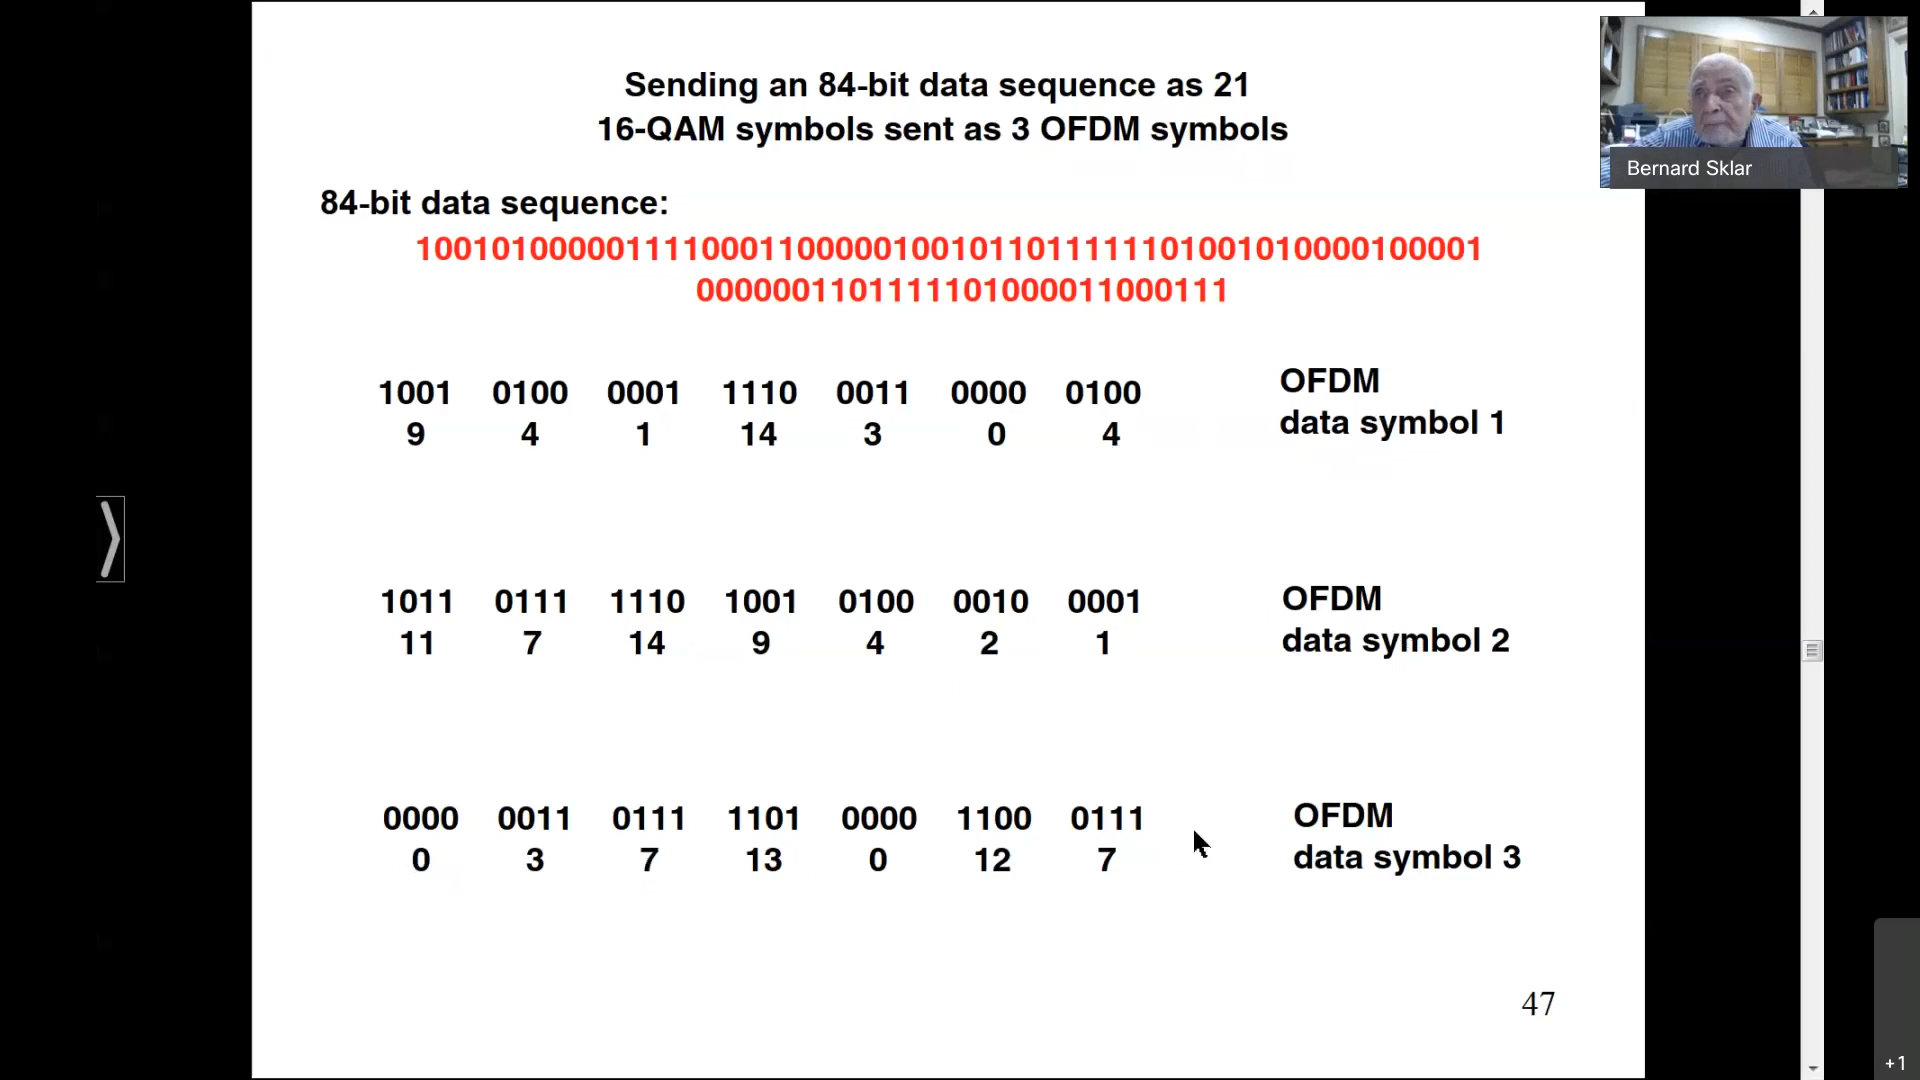 Sending an 84-bit data sequence as 21
16-QAM symbols sent as 3 OFDM symbols
84-bit data sequence:
10010100000111100011000001001011011111101001010000100001
0000001101111101000011000111
1001 0100 0001 1110 0011 0000 0100
9 4 1 14 3 0 4
OFDM
data symbol 1
1011 0111 1110 1001 0100 0010 0001
11 7 14 9 4 2 1
OFDM
data symbol 2
0000 0011 0111 1101 0000 1100 0111
0 3 7 13 0 12 7
OFDM
data symbol 3
47
Bernard Sklar
+1